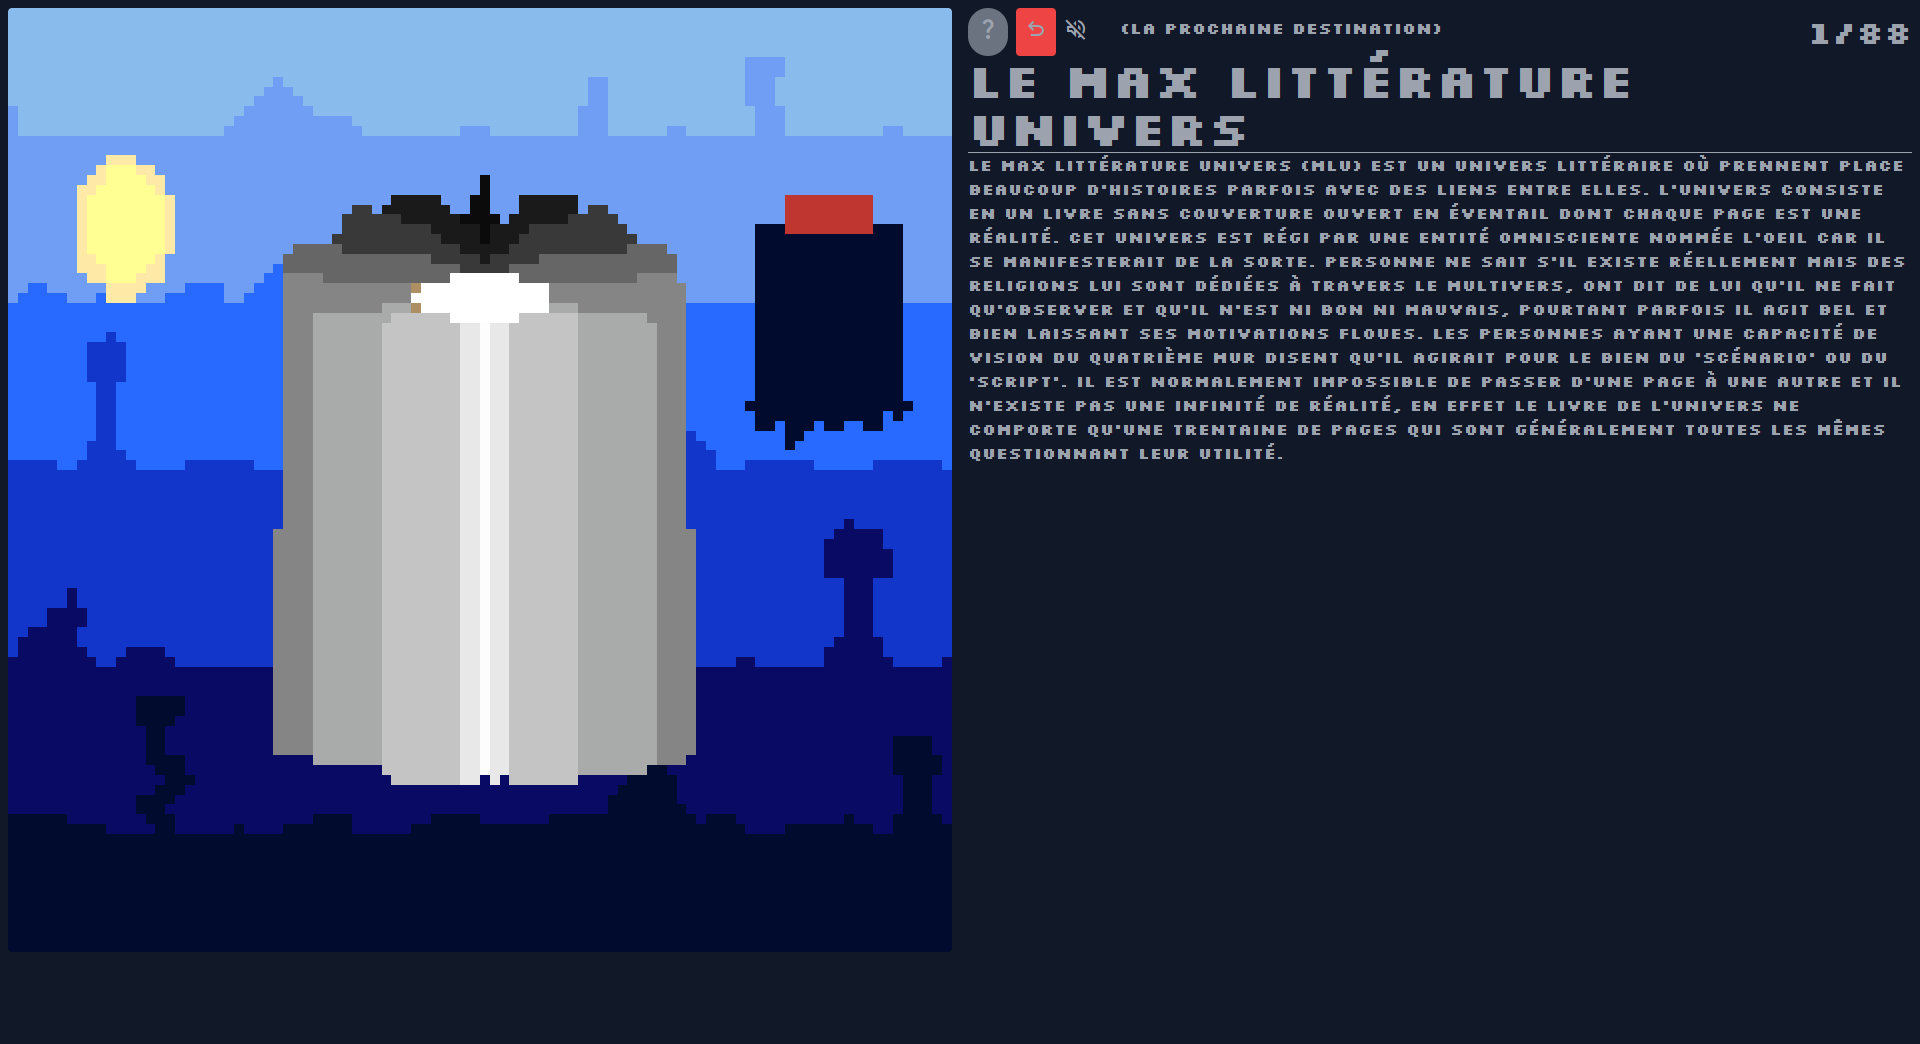 ?
(LA PROCHAINE DESTINATION)
1/88
LE MAX LITTÉRATURE
UNIVERS
LE MAX LITTÉRATURE UNIVERS (MLU) EST UN UNIVERS LITTÉRAIRE OÙ PRENNENT PLACE
BEAUCOUP D'HISTOIRES PARFOIS AVEC DES LIENS ENTRE ELLES. L'UNIVERS CONSISTE
EN UN LIVRE SANS COUVERTURE OUVERT EN ÉVENTAIL DONT CHAQUE PAGE EST UNE
RÉALITÉ. CET UNIVERS EST RÉGI PAR UNE ENTITÉ OMNISCIENTE NOMMÉE L'OEIL CAR IL
SE MANIFESTERAIT DE LA SORTE. PERSONNE NE SAIT S'IL EXISTE RÉELLEMENT MAIS DES
RELIGIONS LUI SONT DÉDIÉES À TRAVERS LE MULTIVERS, ONT DIT DE LUI QU'IL NE FAIT
QU'OBSERVER ET QU'IL N'EST NI BON NI MAUVAIS, POURTANT PARFOIS IL AGIT BEL ET
BIEN LAISSANT SES MOTIVATIONS FLOUES. LES PERSONNES AYANT UNE CAPACITÉ DE
VISION DU QUATRIÈME MUR DISENT QU'IL AGIRAIT POUR LE BIEN DU 'SCÉNARIO' OU DU
'SCRIPT'. IL EST NORMALEMENT IMPOSSIBLE DE PASSER D'UNE PAGE À UNE AUTRE ET IL
N'EXISTE PAS UNE INFINITÉ DE RÉALITÉ, EN EFFET LE LIVRE DE L'UNIVERS NE
COMPORTE QU'UNE TRENTAINE DE PAGES QUI SONT GÉNÉRALEMENT TOUTES LES MÊMES
QUESTIONNANT LEUR UTILITÉ.